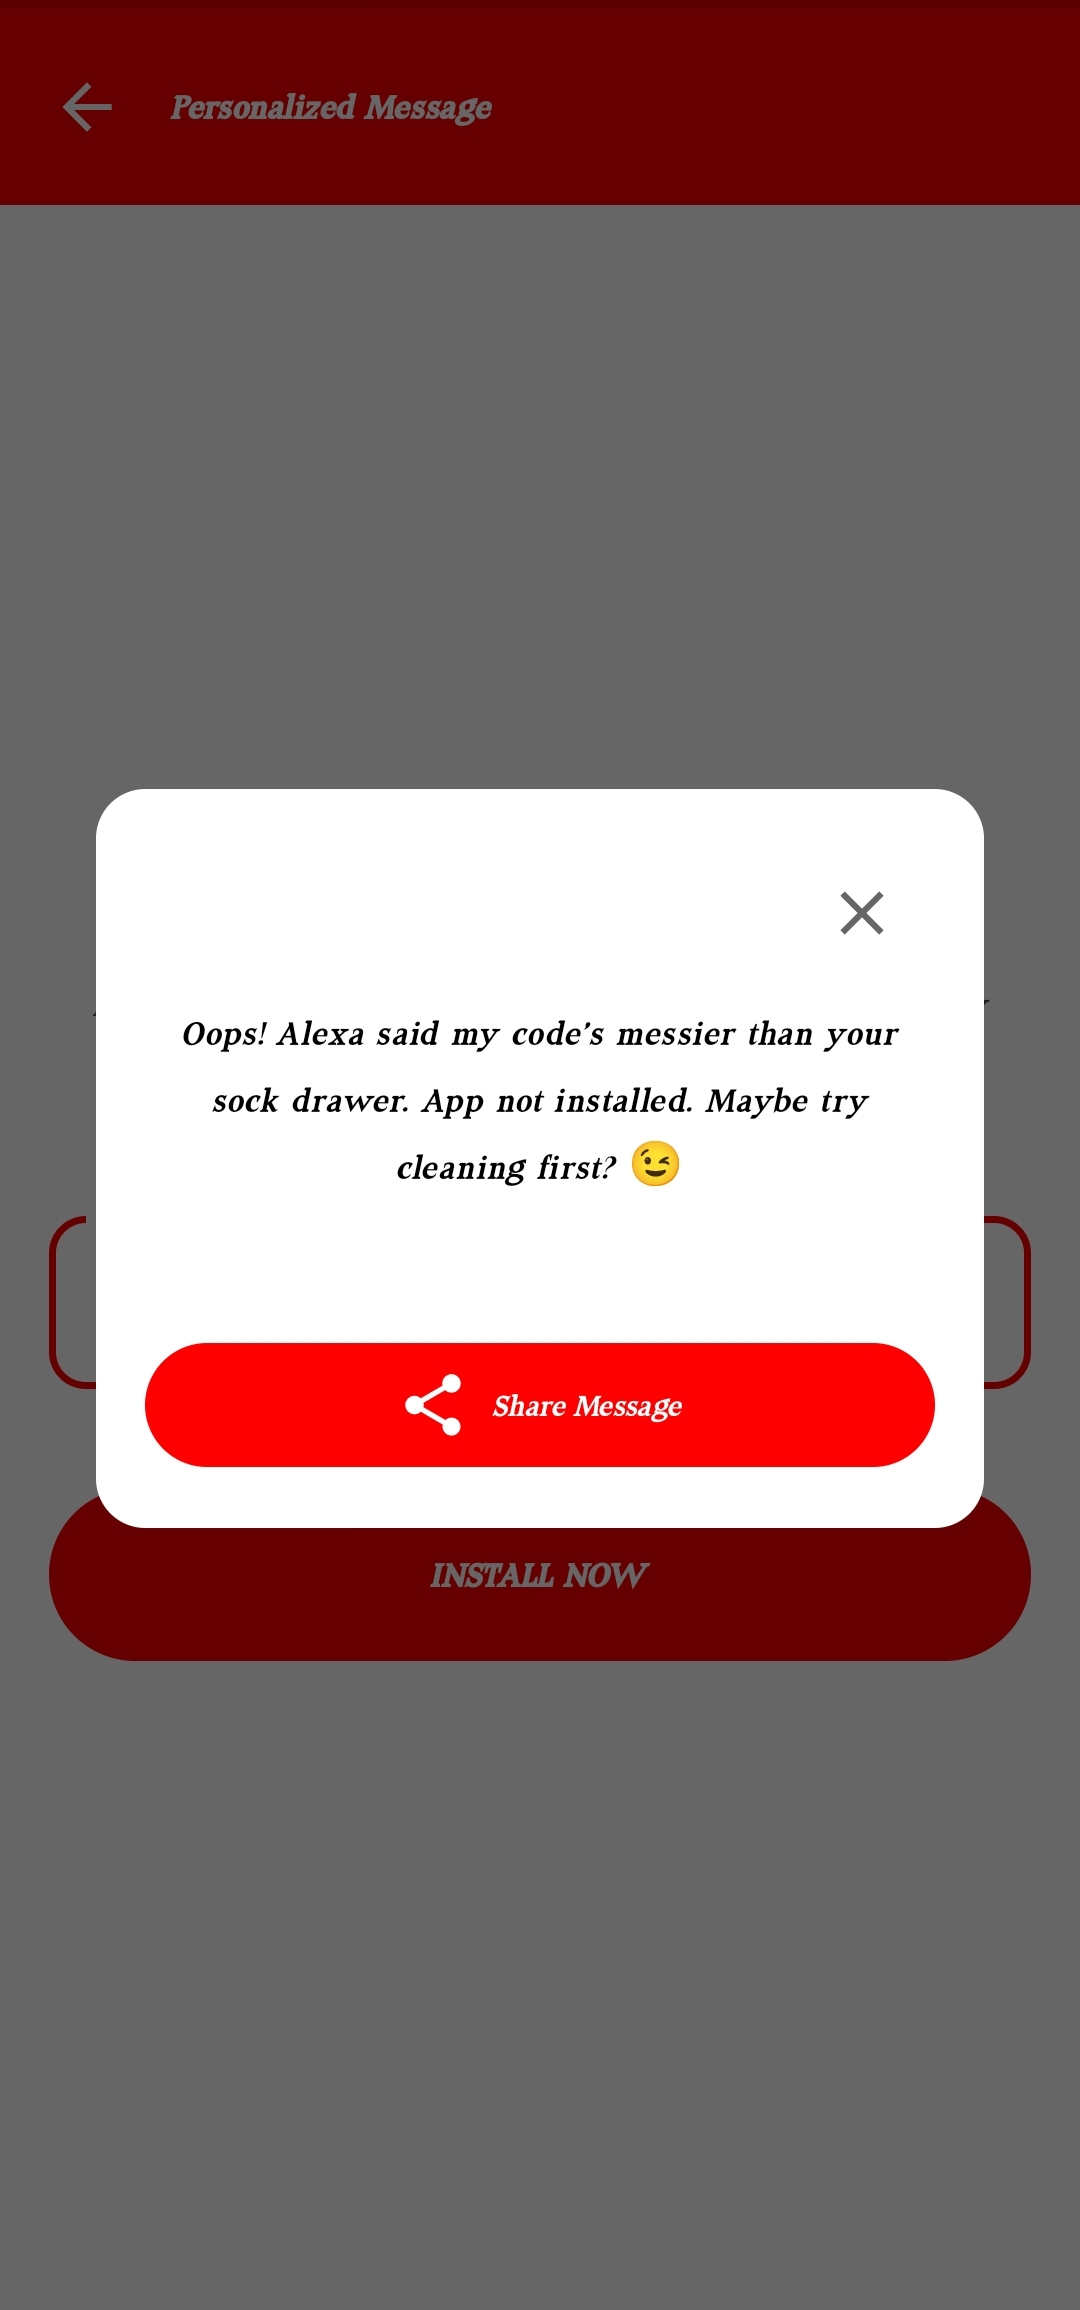 Personalized Message
Oops! Alexa said my code's messier than your
sock drawer. App not installed. Maybe try
cleaning first? 😉
Share Message
INSTALL NOW